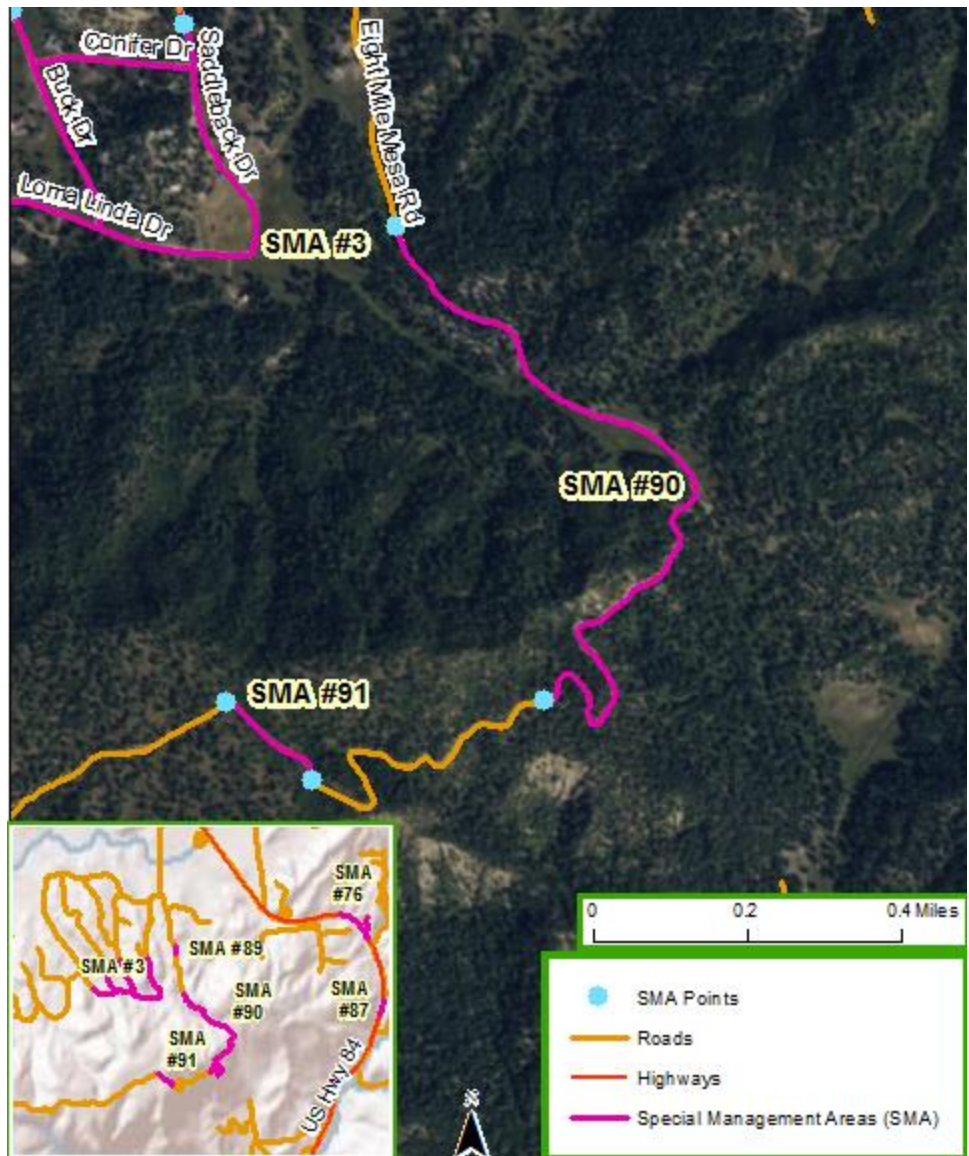 Conifer Dr
Saddleback Dr
Eight Mile Mesa Rd
Buck Dr
Loma Linda Dr
SMA #3
SMA #90
SMA #91
SMA
#76
SMA #89
SMA #3
SMA
#90
SMA
#87
SMA
#91
US Hwy 84
N
0 0.2 0.4 Miles
SMA Points
Roads
Highways
Special Management Areas (SMA)